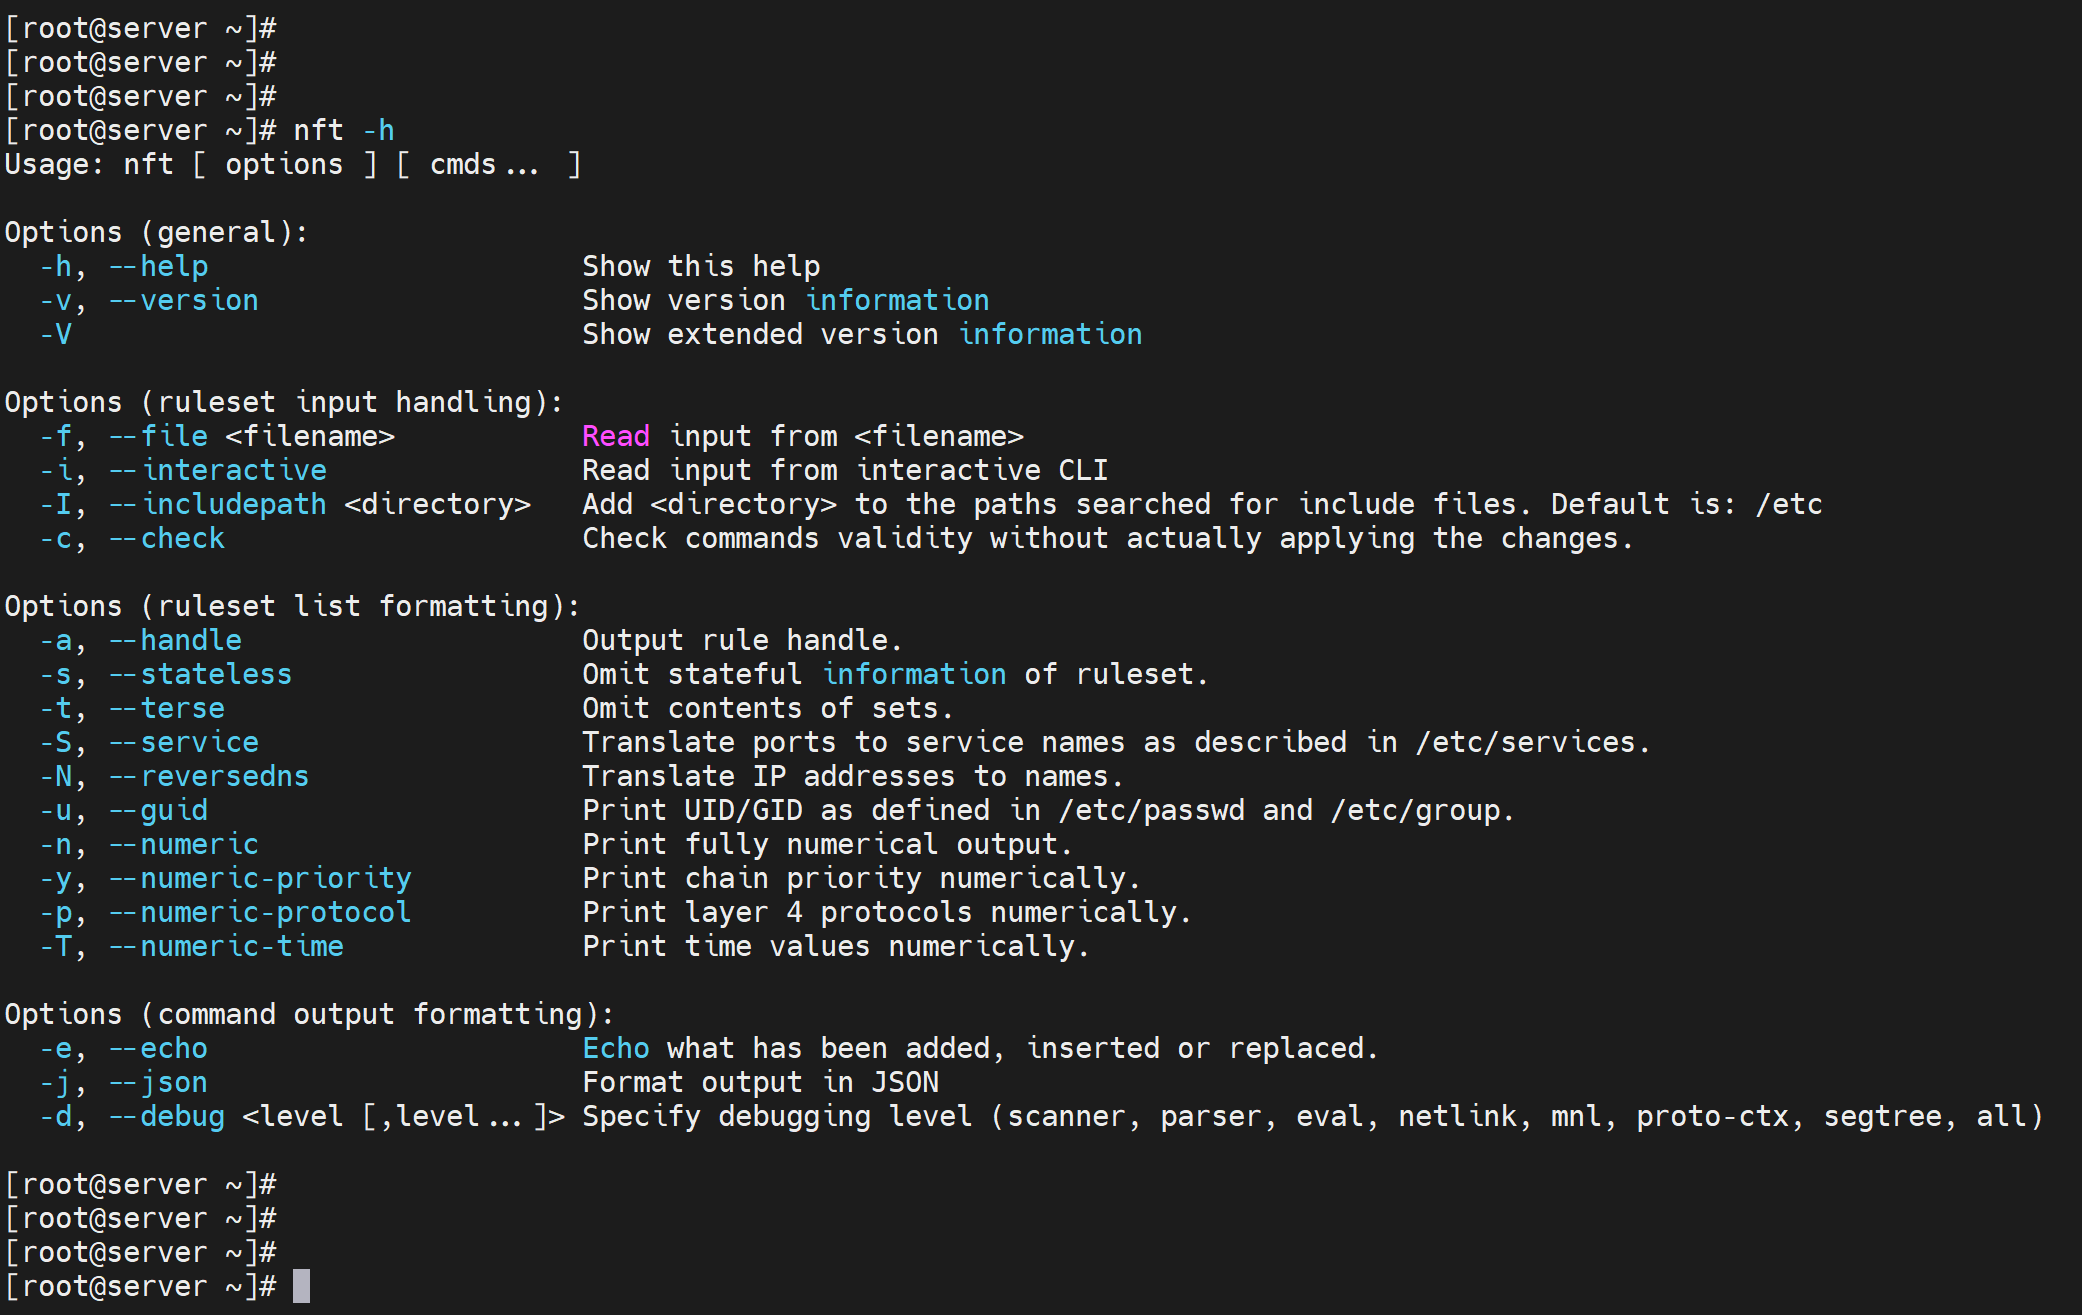 [root@server ~]#
[root@server ~]#
[root@server ~]#
[root@server ~]# nft -h
Usage: nft [ options ] [ cmds... ]

Options (general):
  -h, --help                      Show this help
  -v, --version                   Show version information
  -V                              Show extended version information

Options (ruleset input handling):
  -f, --file <filename>           Read input from <filename>
  -i, --interactive               Read input from interactive CLI
  -I, --includepath <directory>   Add <directory> to the paths searched for include files. Default is: /etc
  -c, --check                     Check commands validity without actually applying the changes.

Options (ruleset list formatting):
  -a, --handle                    Output rule handle.
  -s, --stateless                 Omit stateful information of ruleset.
  -t, --terse                     Omit contents of sets.
  -S, --service                   Translate ports to service names as described in /etc/services.
  -N, --reversedns                Translate IP addresses to names.
  -u, --guid                      Print UID/GID as defined in /etc/passwd and /etc/group.
  -n, --numeric                   Print fully numerical output.
  -y, --numeric-priority          Print chain priority numerically.
  -p, --numeric-protocol          Print layer 4 protocols numerically.
  -T, --numeric-time              Print time values numerically.

Options (command output formatting):
  -e, --echo                      Echo what has been added, inserted or replaced.
  -j, --json                      Format output in JSON
  -d, --debug <level [,level...]> Specify debugging level (scanner, parser, eval, netlink, mnl, proto-ctx, segtree, all)

[root@server ~]#
[root@server ~]#
[root@server ~]#
[root@server ~]#